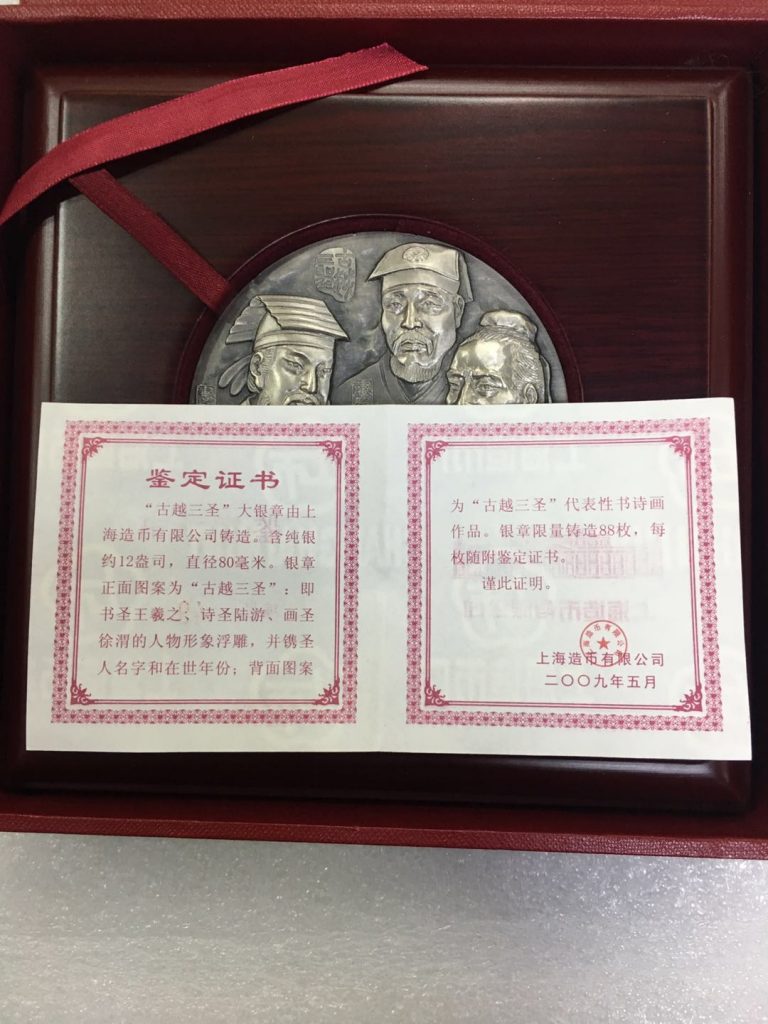 鉴定证书
“古越三圣”大银章由上
海造币有限公司铸造。含纯银
约12盎司，直径80毫米。银章
正面图案为“古越三圣”：即
书圣王羲之、诗圣陆游、画圣
徐渭的人物形象浮雕，并镌圣
人名字和在世年份；背面图案
为“古越三圣”代表性书诗画
作品。银章限量铸造88枚，每
枚随附鉴定证书。
谨此证明。
上海造币有限公司
二〇〇九年五月